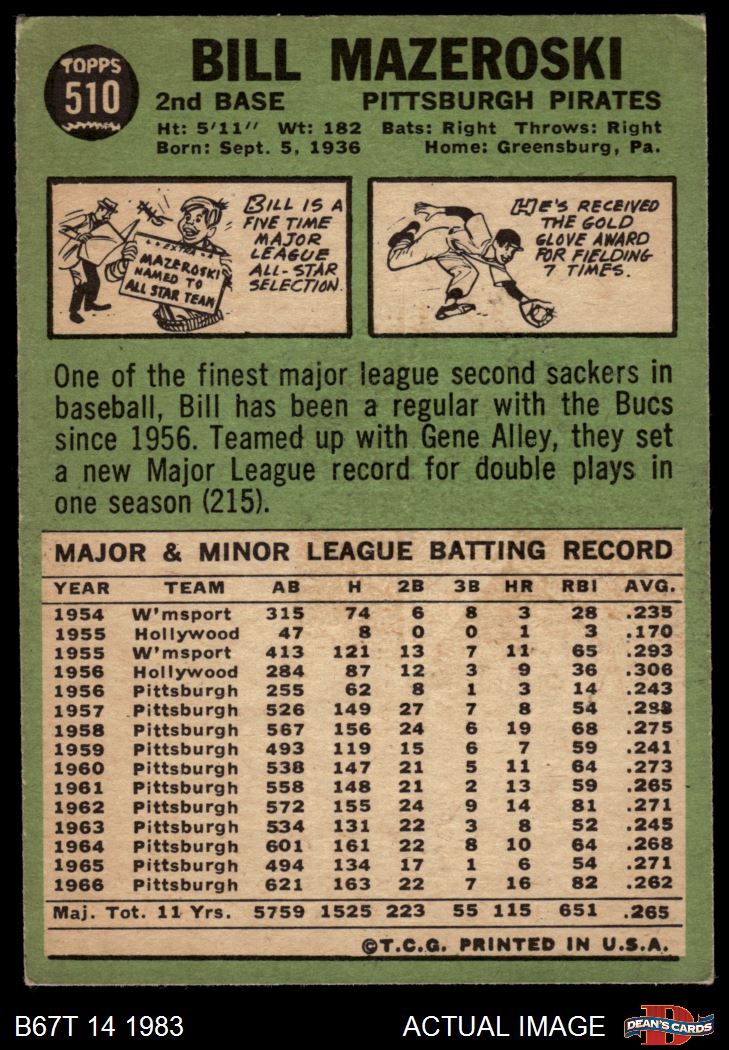 TOPPS
510
BILL MAZEROSKI
2nd BASE PITTSBURGH PIRATES
Ht: 5'11" Wt: 182 Bats: Right Throws: Right
Born: Sept. 5, 1936 Home: Greensburg, Pa.
EXTRA
MAZEROSKI
NAMED TO
ALL STAR TEAM
BILL IS A
FIVE TIME
MAJOR
LEAGUE
ALL-STAR
SELECTION.
HE'S RECEIVED
THE GOLD
GLOVE AWARD
FOR FIELDING
7 TIMES.
One of the finest major league second sackers in
baseball, Bill has been a regular with the Bucs
since 1956. Teamed up with Gene Alley, they set
a new Major League record for double plays in
one season (215).
MAJOR & MINOR LEAGUE BATTING RECORD
YEAR TEAM AB H 2B 3B HR RBI AVG.
1954 W'msport 315 74 6 8 3 28 .235
1955 Hollywood 47 8 0 0 1 3 .170
1955 W'msport 413 121 13 7 11 65 .293
1956 Hollywood 284 87 12 3 9 36 .306
1956 Pittsburgh 255 62 8 1 3 14 .243
1957 Pittsburgh 526 149 27 7 8 54 .283
1958 Pittsburgh 567 156 24 6 19 68 .275
1959 Pittsburgh 493 119 15 6 7 59 .241
1960 Pittsburgh 538 147 21 5 11 64 .273
1961 Pittsburgh 558 148 21 2 13 59 .265
1962 Pittsburgh 572 155 24 9 14 81 .271
1963 Pittsburgh 534 131 22 3 8 52 .245
1964 Pittsburgh 601 161 22 8 10 64 .268
1965 Pittsburgh 494 134 17 1 6 54 .271
1966 Pittsburgh 621 163 22 7 16 82 .262
Maj. Tot. 11 Yrs. 5759 1525 223 55 115 651 .265
©T.C.G. PRINTED IN U.S.A.
B67T 14 1983 ACTUAL IMAGE
D
DEAN'S CARDS